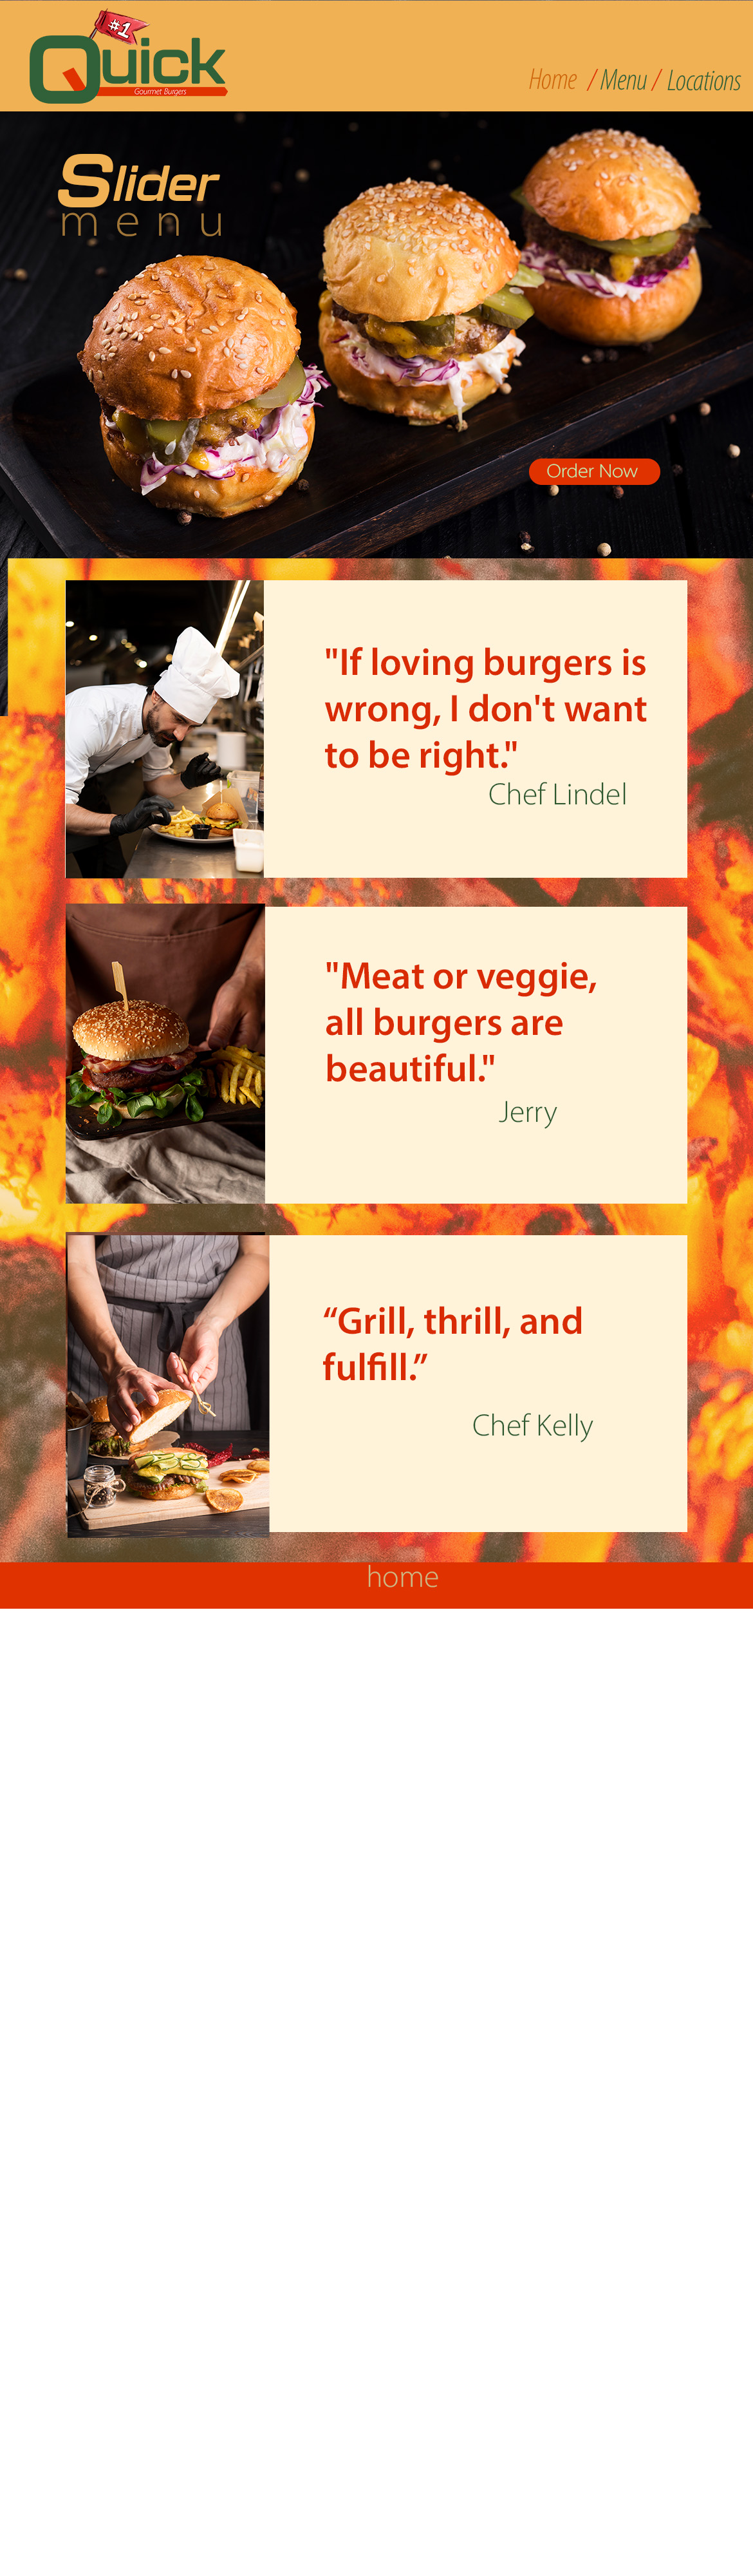 #1
Quick
Gourmet Burgers
Home / Menu / Locations
Slider
menu
Order Now
"If loving burgers is
wrong, I don't want
to be right."
Chef Lindel
"Meat or veggie,
all burgers are
beautiful."
Jerry
“Grill, thrill, and
fulfill.”
Chef Kelly
home